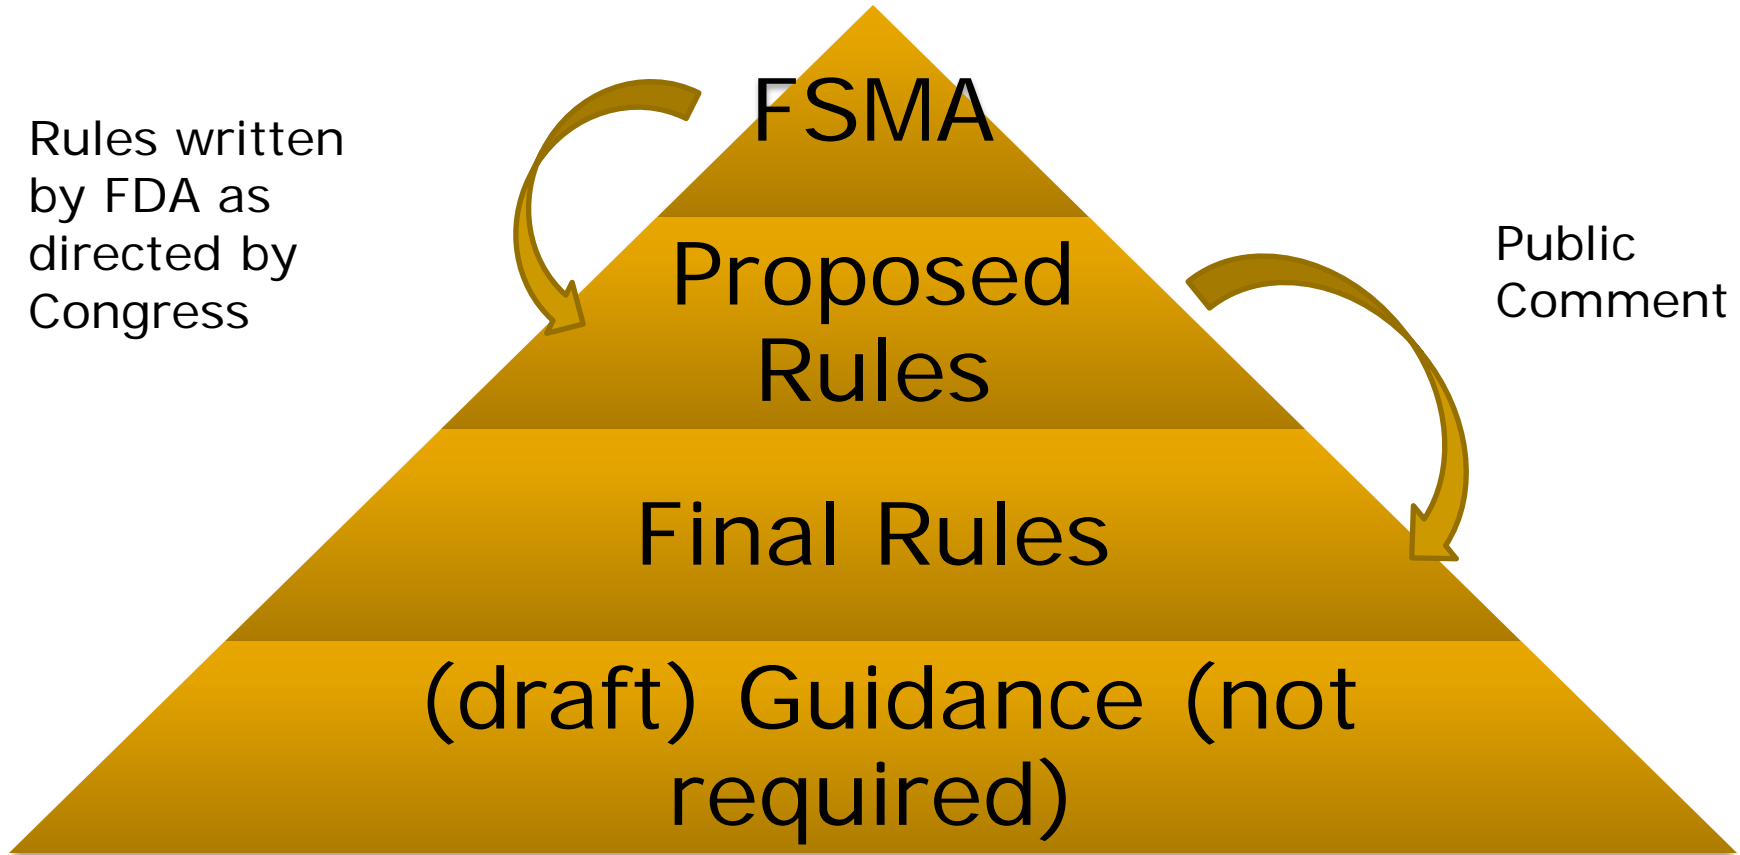 FSMA
Rules written
by FDA as
directed by
Congress
Proposed
Rules
Public
Comment
Final Rules
(draft) Guidance (not
required)